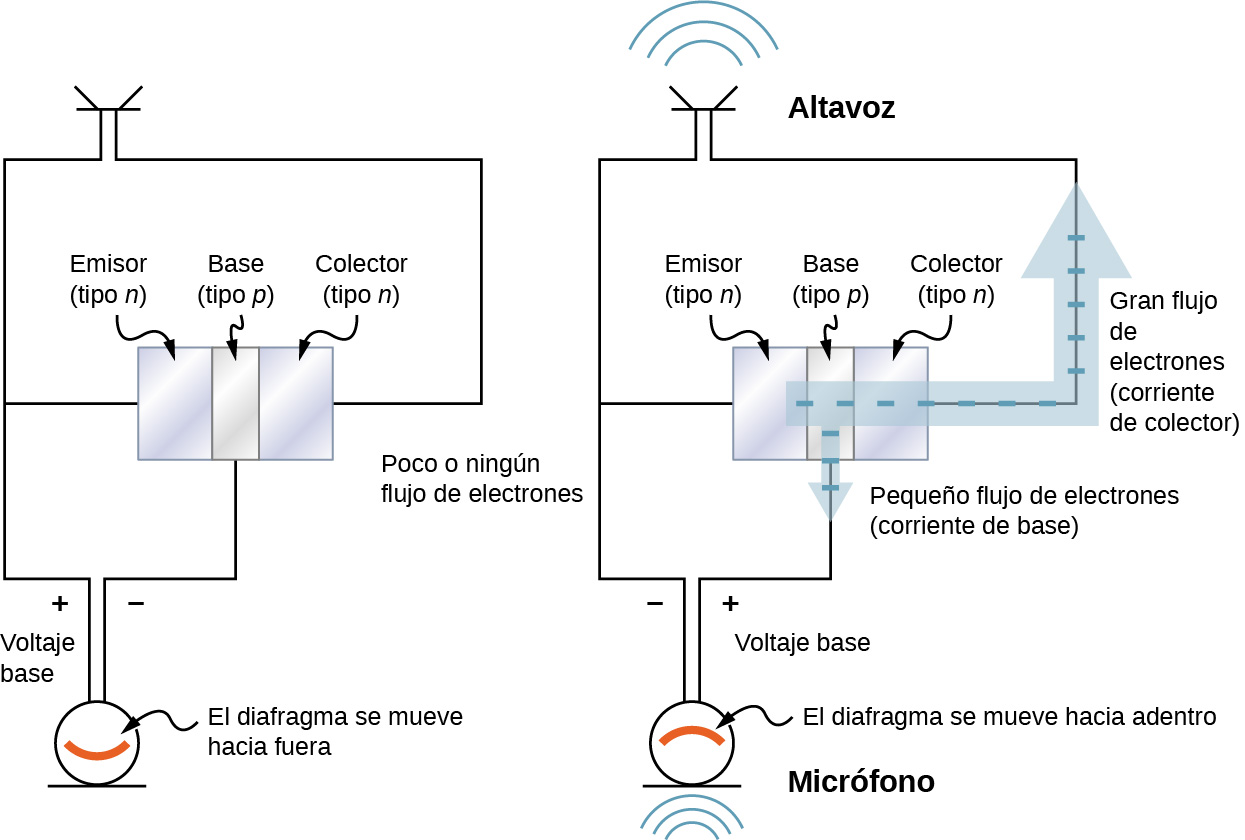 Altavoz
Emisor
(tipo n)
Base
(tipo p)
Colector
(tipo n)
Poco o ningún
flujo de electrones
+
−
Voltaje
base
El diafragma se mueve
hacia fuera
Emisor
(tipo n)
Base
(tipo p)
Colector
(tipo n)
Gran flujo
de
electrones
(corriente
de colector)
Pequeño flujo de electrones
(corriente de base)
−
+
Voltaje base
El diafragma se mueve hacia adentro
Micrófono